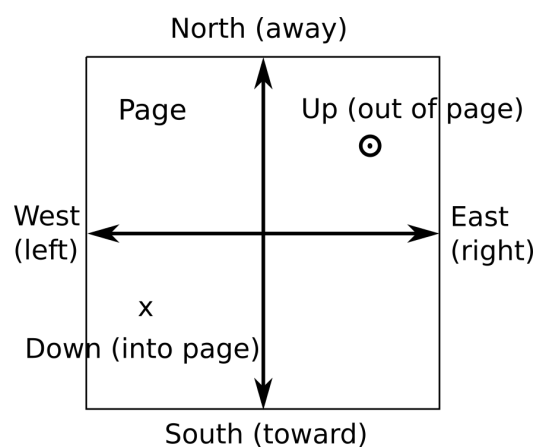 North (away)
Page
Up (out of page)
West
(left)
East
(right)
x
Down (into page)
South (toward)